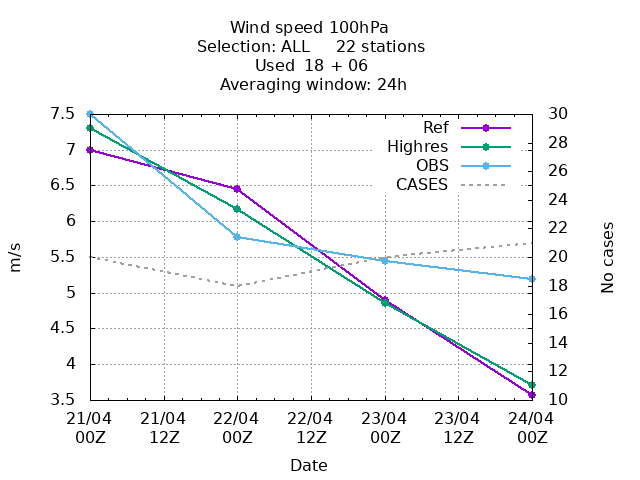 Wind speed 100hPa
Selection: ALL     22 stations
Used  18 + 06
Averaging window: 24h
7.5
7
6.5
6
5.5
5
4.5
4
3.5
m/s
30
28
26
24
22
20
18
16
14
12
10
No cases
Ref
Highres
OBS
CASES
21/04 21/04 22/04 22/04 23/04 23/04 24/04
00Z 12Z 00Z 12Z 00Z 12Z 00Z
Date